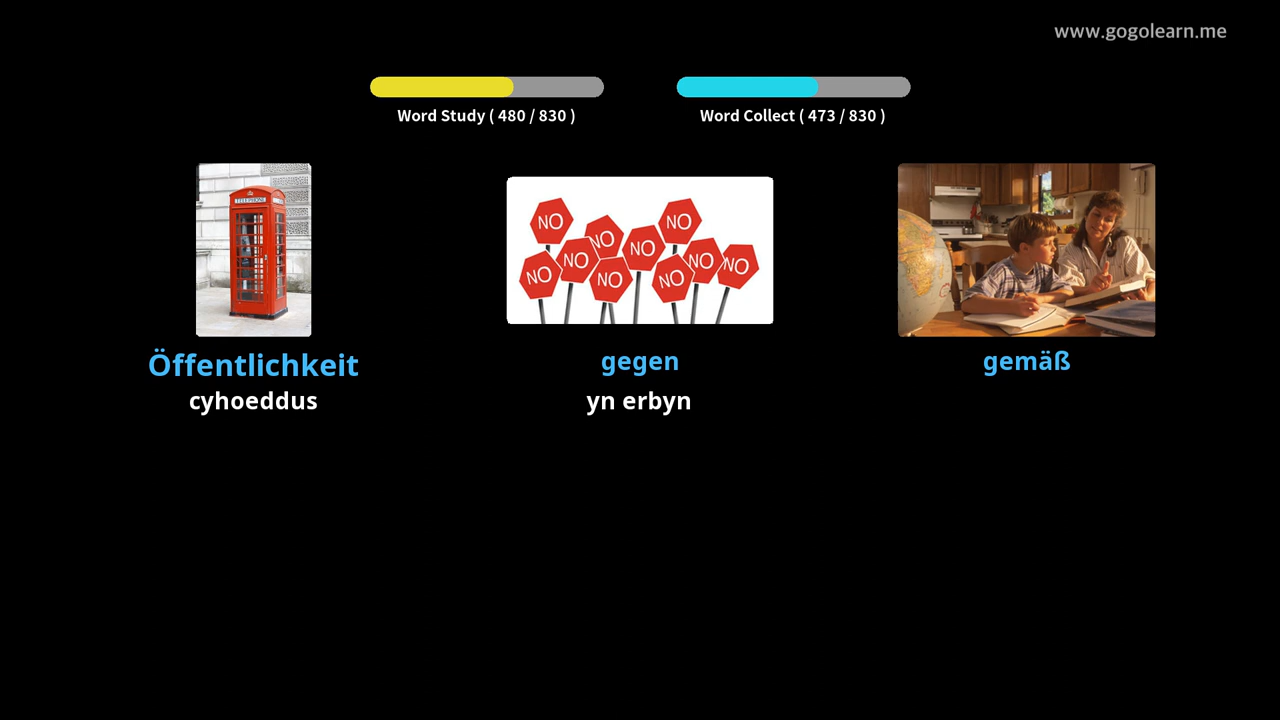 www.gogolearn.me
Word Study ( 480 / 830 )
Word Collect ( 473 / 830 )
TELEPHONE
NO
NO
NO
NO
NO
NO
NO
NO
NO
NO
Öffentlichkeit
gegen
gemäß
cyhoeddus
yn erbyn